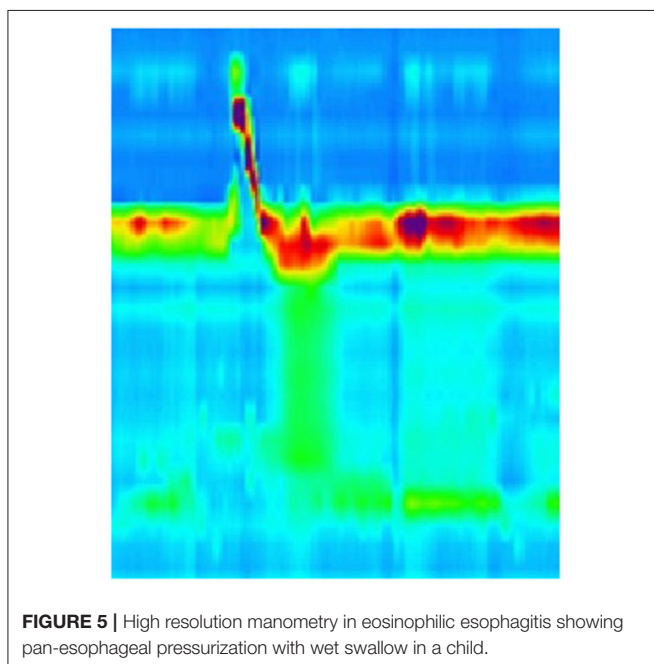 FIGURE 5 | High resolution manometry in eosinophilic esophagitis showing
pan-esophageal pressurization with wet swallow in a child.